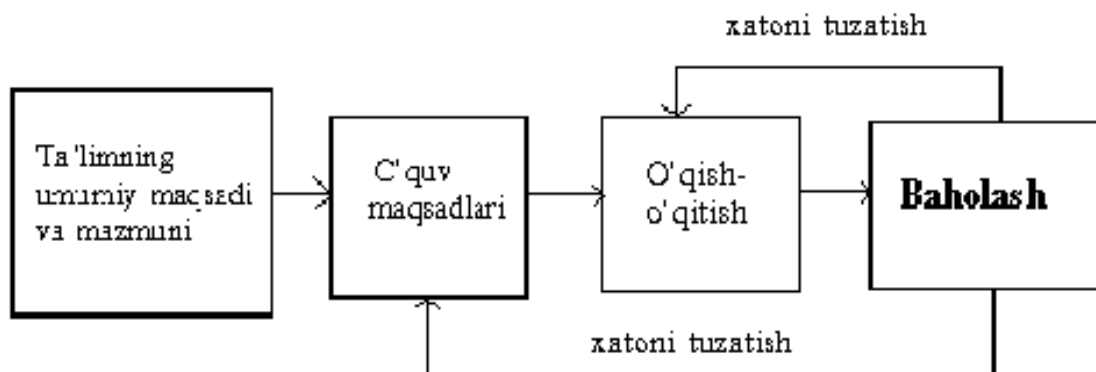 xatoni tuzatish
Ta'limning
umumiy maqsadi
va mazmuni
C'quv
maqsadlari
O'qish-
o'qitish
Baholash
xatoni tuzatish